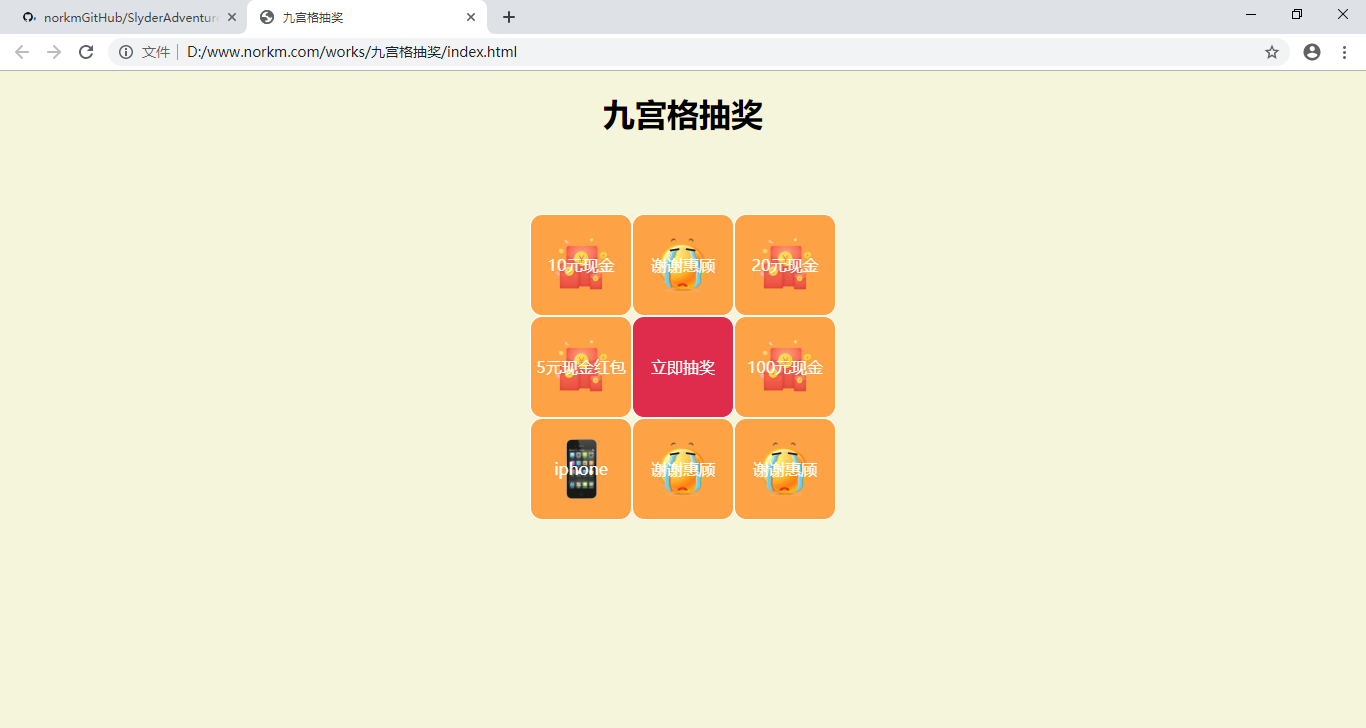 norkmGitHub/SlyderAdventur
九宫格抽奖
文件
D:/www.norkm.com/works/九宫格抽奖/index.html
九宫格抽奖
10元现金
谢谢惠顾
20元现金
5元现金红包
立即抽奖
100元现金
iphone
谢谢惠顾
谢谢惠顾